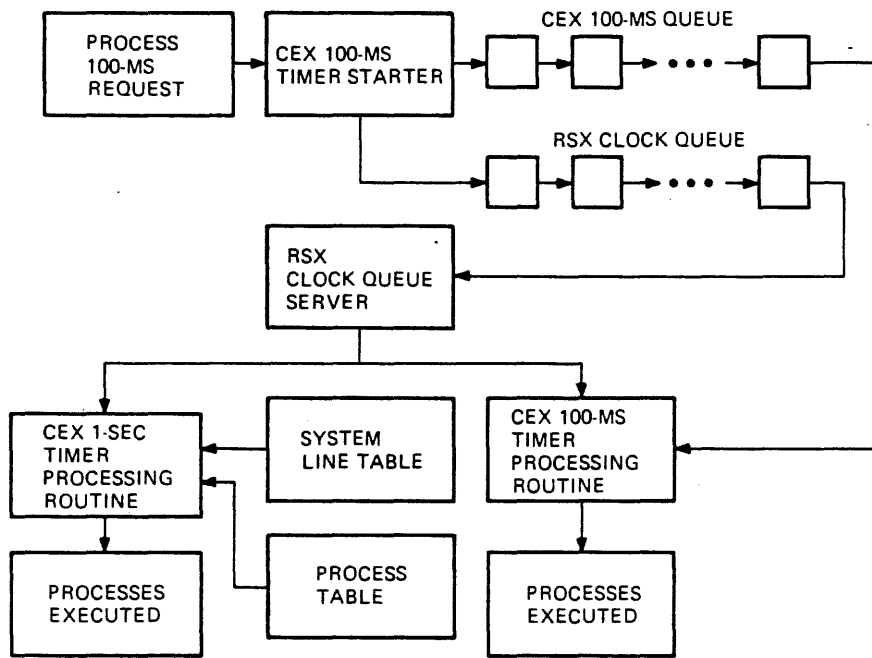 CEX 100-MS QUEUE
PROCESS
100-MS
REQUEST
CEX 100-MS
TIMER STARTER
RSX CLOCK QUEUE
RSX
CLOCK QUEUE
SERVER
CEX 1-SEC
TIMER
PROCESSING
ROUTINE
SYSTEM
LINE TABLE
CEX 100-MS
TIMER
PROCESSING
ROUTINE
PROCESSES
EXECUTED
PROCESS
TABLE
PROCESSES
EXECUTED